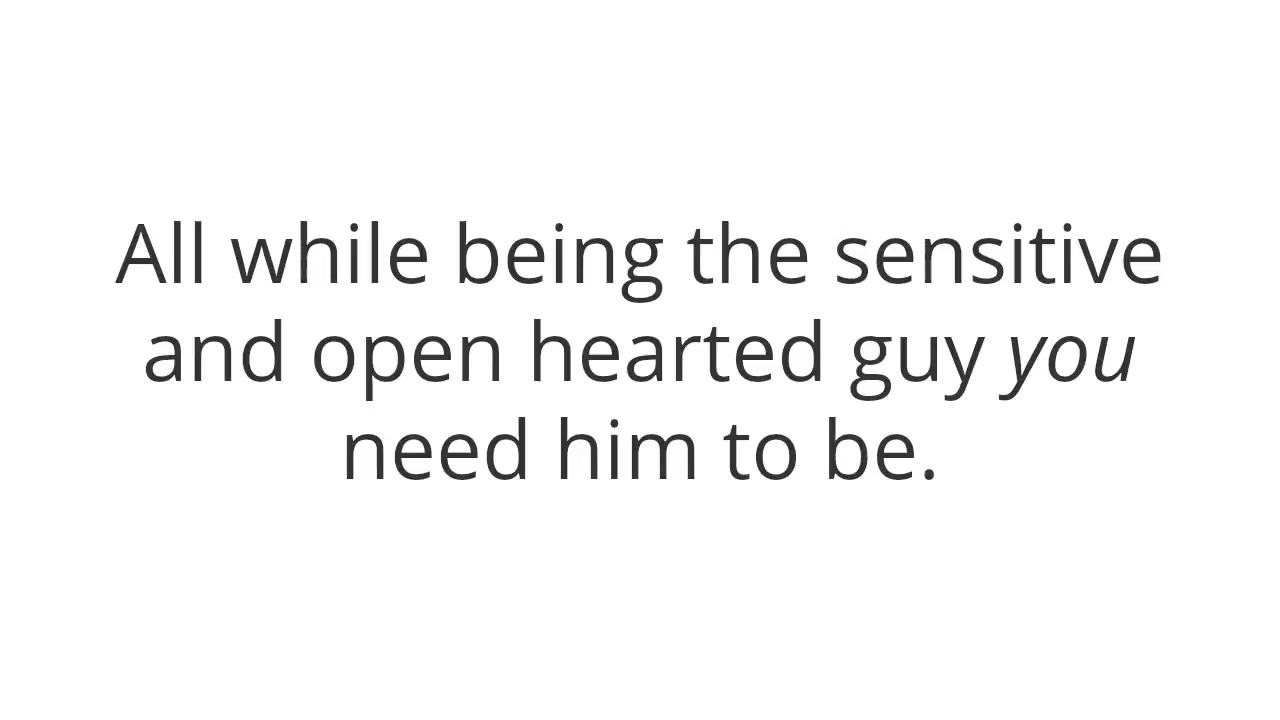 All while being the sensitive
and open hearted guy you
need him to be.